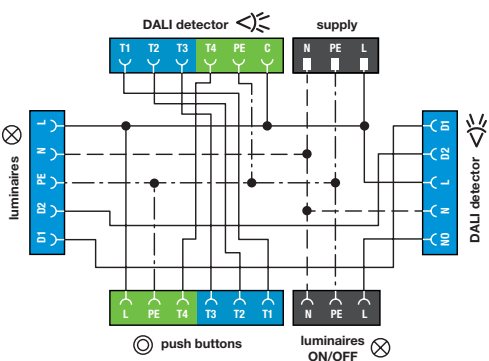 DALI detector
supply
T1 T2 T3 T4 PE C
N PE L
luminaires
L
N
PE
D2
D1
D1
D2
L
N
NO
DALI detector
L PE T4 T3 T2 T1
N PE L
push buttons
luminaires
ON/OFF